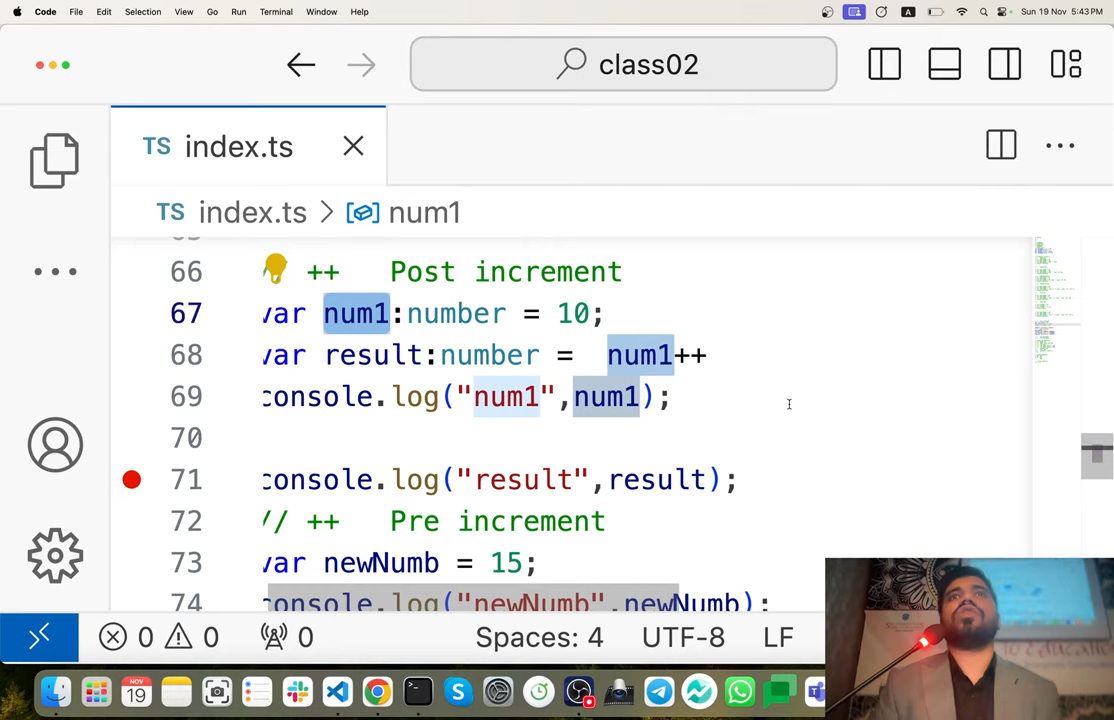 Code File Edit Selection View Go Run Terminal Window Help A Sun 19 Nov 5:43 PM
class02
TS index.ts
TS index.ts > num1
66 ++ Post increment
67 var num1:number = 10;
68 var result:number = num1++
69 console.log("num1",num1);
70
71 console.log("result",result);
72 // ++ Pre increment
73 var newNumb = 15;
74 console.log("newNumb",newNumb);
0 0 0 Spaces: 4 UTF-8 LF
NOV
19